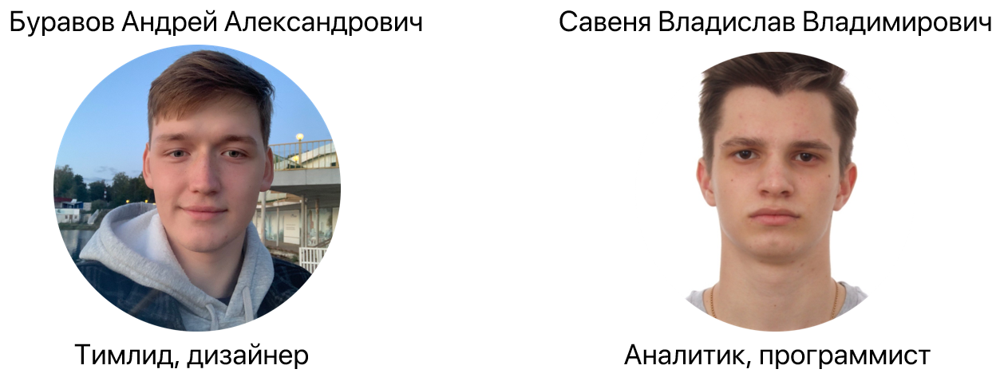 Буравов Андрей Александрович
Савеня Владислав Владимирович
Тимлид, дизайнер
Аналитик, программист